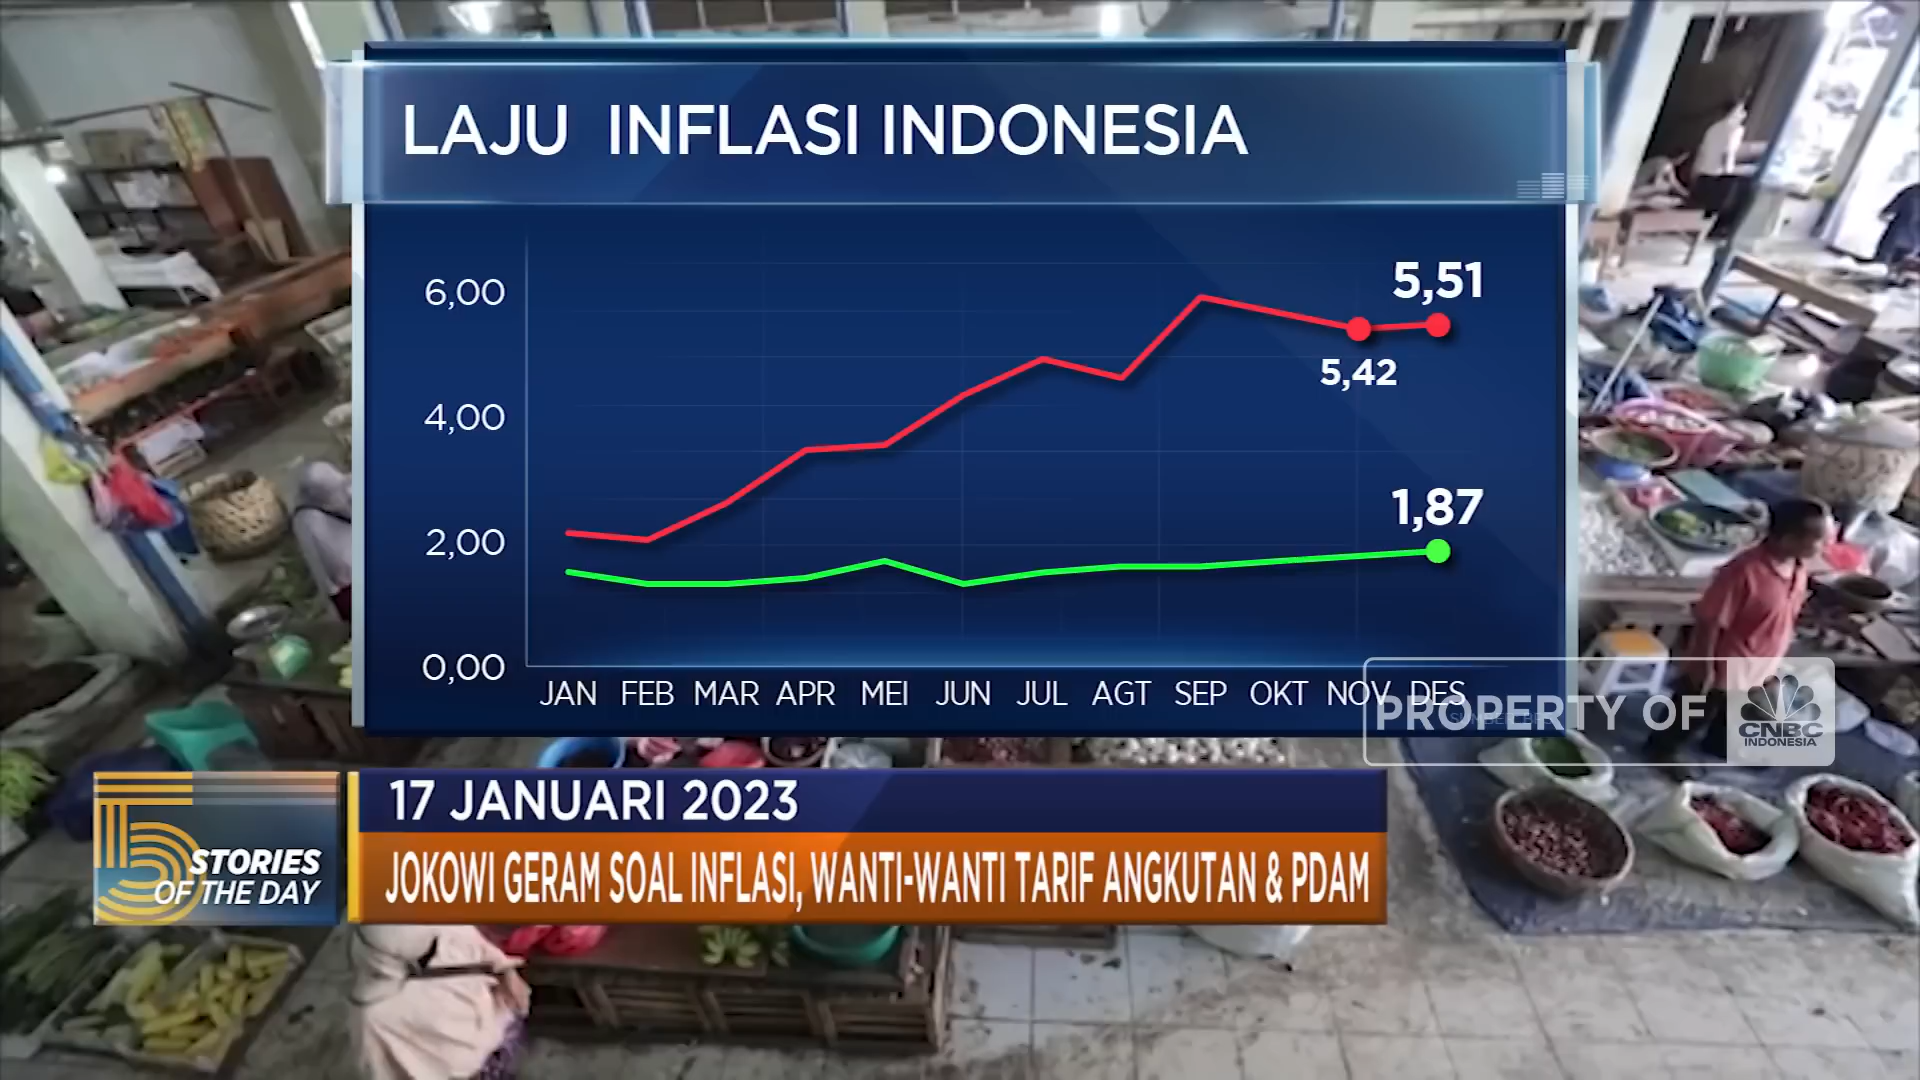 LAJU INFLASI INDONESIA
6,00
4,00
2,00
0,00
5,51
5,42
1,87
JAN FEB MAR APR MEI JUN JUL AGT SEP OKT NOV DES
PROPERTY OF
CNBC
INDONESIA
17 JANUARI 2023
5 STORIES
OF THE DAY
JOKOWI GERAM SOAL INFLASI, WANTI-WANTI TARIF ANGKUTAN & PDAM